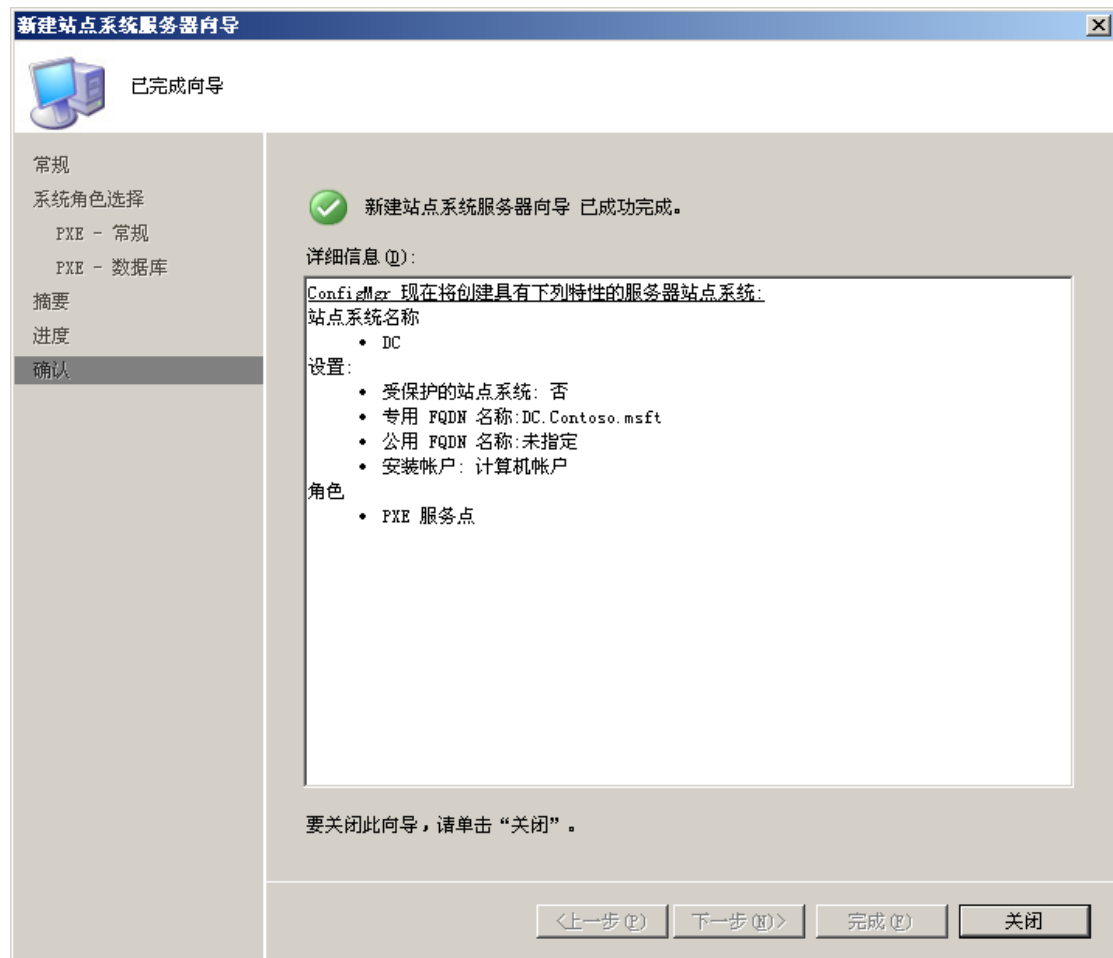 新建站点系统服务器向导
已完成向导
常规
系统角色选择
PXE - 常规
PXE - 数据库
摘要
进度
确认
新建站点系统服务器向导 已成功完成。
详细信息(D):
ConfigMgr 现在将创建具有下列特性的服务器站点系统:
站点系统名称
• DC
设置:
• 受保护的站点系统: 否
• 专用 FQDN 名称:DC.Contoso.msft
• 公用 FQDN 名称:未指定
• 安装帐户: 计算机帐户
角色
• PXE 服务点
要关闭此向导，请单击“关闭”。
<上一步(P) 下一步(N)> 完成(F) 关闭